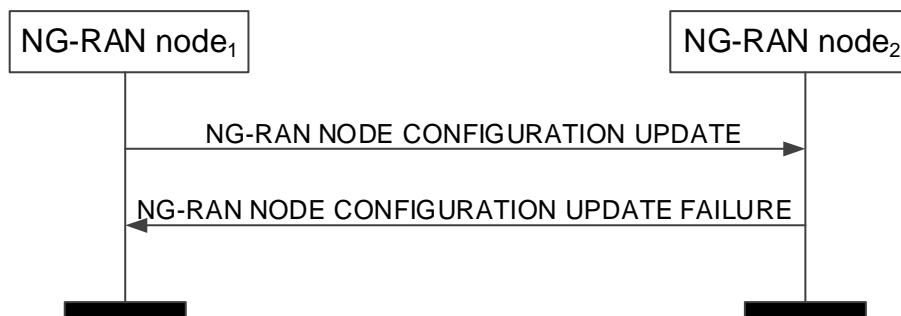 NG-RAN node₁
NG-RAN node₂
NG-RAN NODE CONFIGURATION UPDATE
NG-RAN NODE CONFIGURATION UPDATE FAILURE